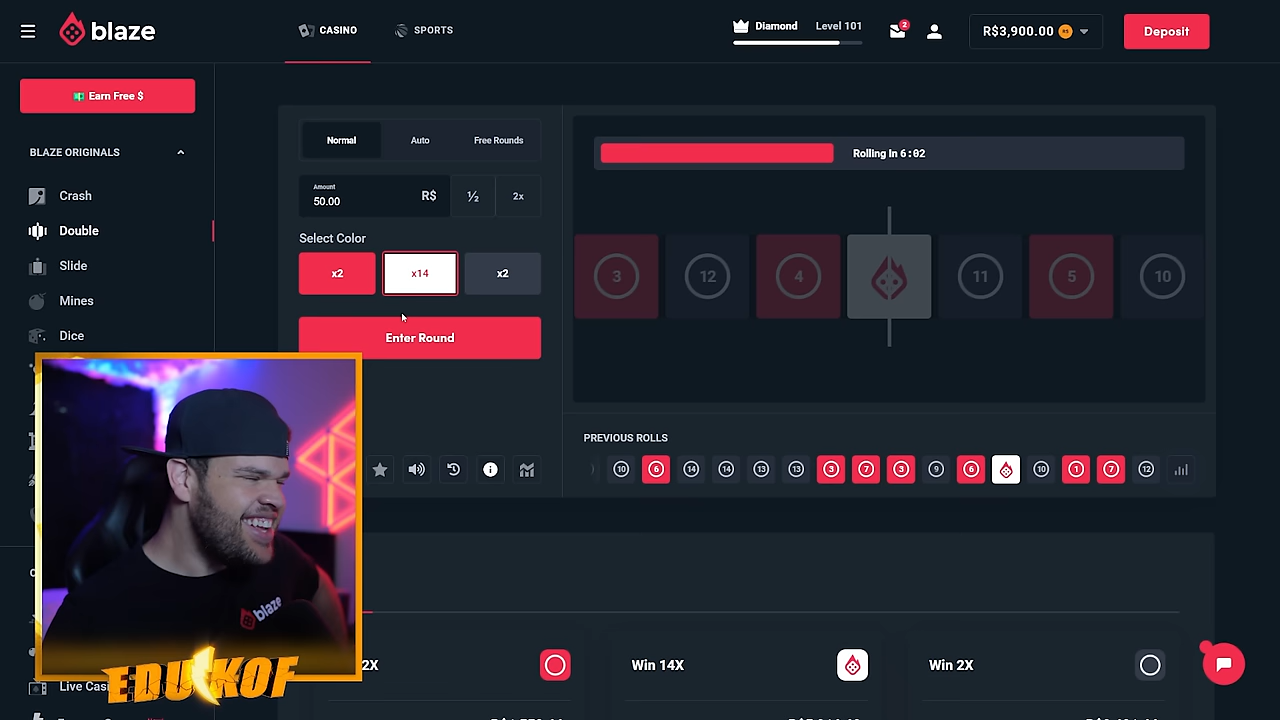 blaze
CASINO
SPORTS
Diamond
Level 101
2
R$3,900.00
R$
Deposit
Earn Free $
BLAZE ORIGINALS
Crash
Double
Slide
Mines
Dice
Normal
Auto
Free Rounds
Amount
50.00
R$
½
2x
Select Color
x2
x14
x2
Enter Round
Rolling In 6:02
3
12
4
11
5
10
PREVIOUS ROLLS
10
6
14
14
13
13
3
7
3
9
6
10
1
7
12
blaze
EDUKOF
Live Casi
2X
Win 14X
Win 2X